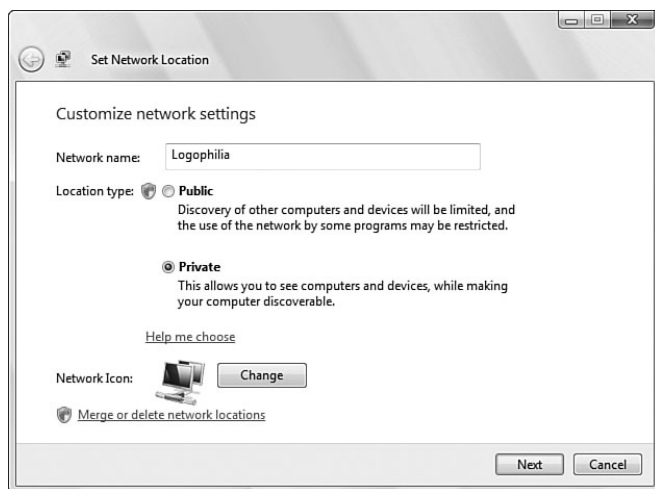 Set Network Location
Customize network settings
Network name: Logophilia
Location type: Public
Discovery of other computers and devices will be limited, and
the use of the network by some programs may be restricted.
Private
This allows you to see computers and devices, while making
your computer discoverable.
Help me choose
Network Icon: Change
Merge or delete network locations
Next Cancel